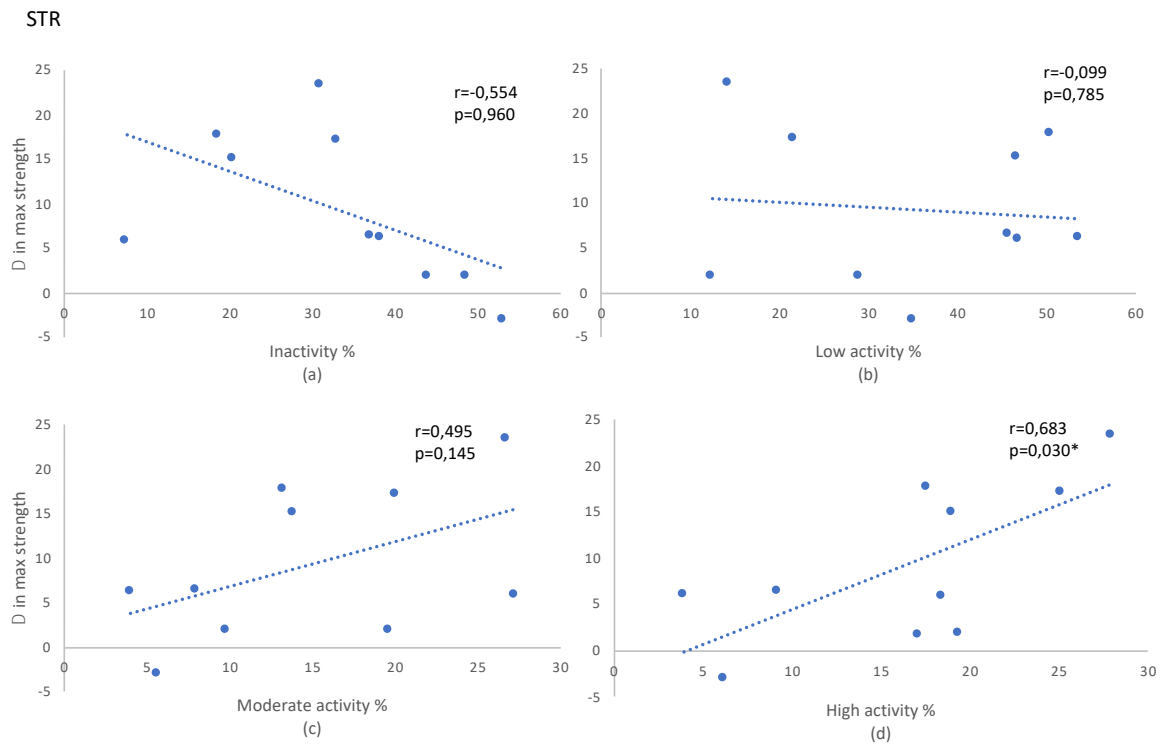 STR
r=-0,554
p=0,960
25
20
15
10
5
0
-5
D in max strength
0
10
20
30
40
50
60
Inactivity %
(a)
r=-0,099
p=0,785
25
20
15
10
5
0
-5
0
10
20
30
40
50
60
Low activity %
(b)
r=0,495
p=0,145
25
20
15
10
5
0
-5
D in max strength
0
5
10
15
20
25
30
Moderate activity %
(c)
r=0,683
p=0,030*
25
20
15
10
5
0
-5
0
5
10
15
20
25
30
High activity %
(d)